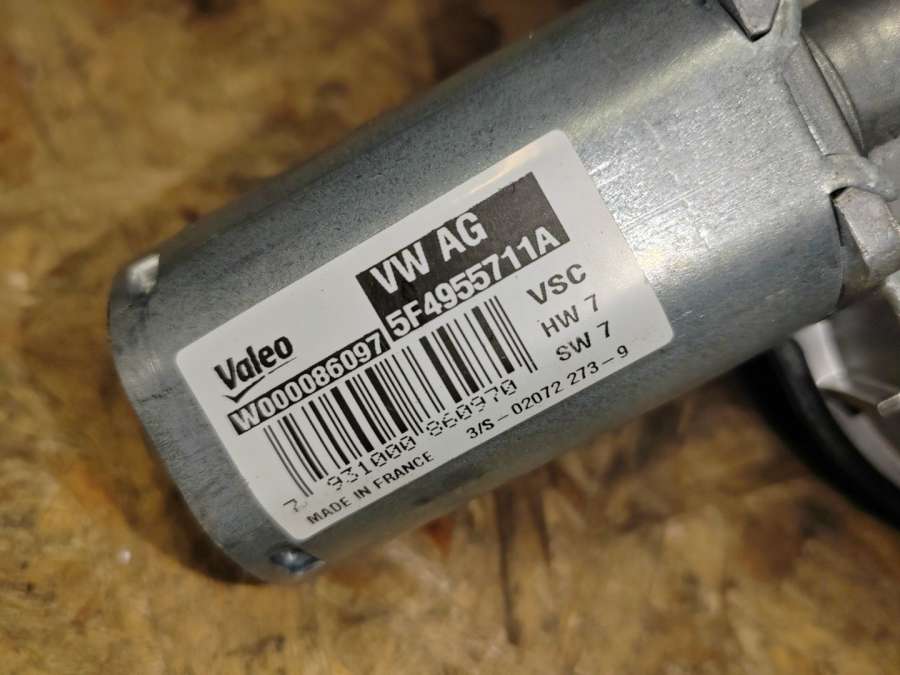 Valeo
VW AG
W000086097 5F4955711A
VSC
HW 7
SW 7
7 931000 860970
MADE IN FRANCE
3/S - 02072 273-9